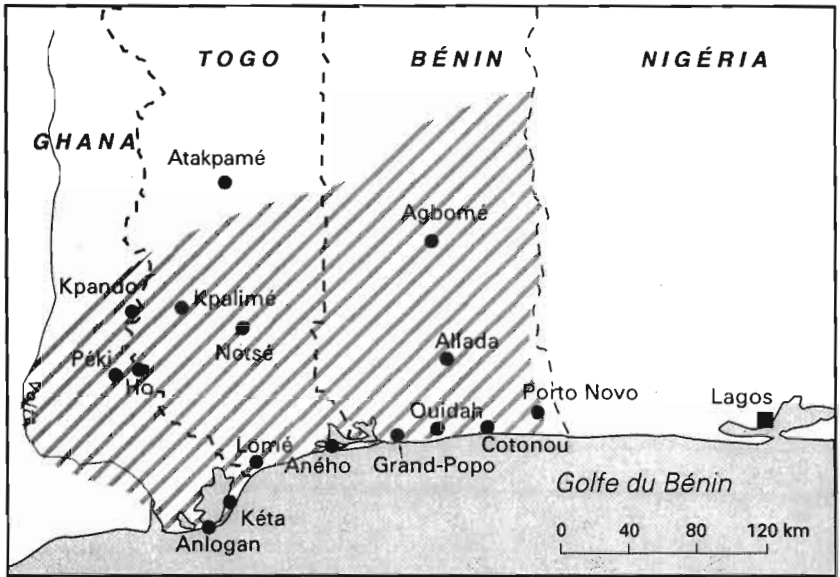 TOGO
BÉNIN
NIGÉRIA
GHANA
Atakpamé
Agbomé
Kpando
Kpalimé
Notsé
Allada
Péki
Ho
Porto Novo
Lagos
Ouidah
Lomé
Aného
Grand-Popo
Cotonou
Golfe du Bénin
Kéta
Anlogan
0 40 80 120 km